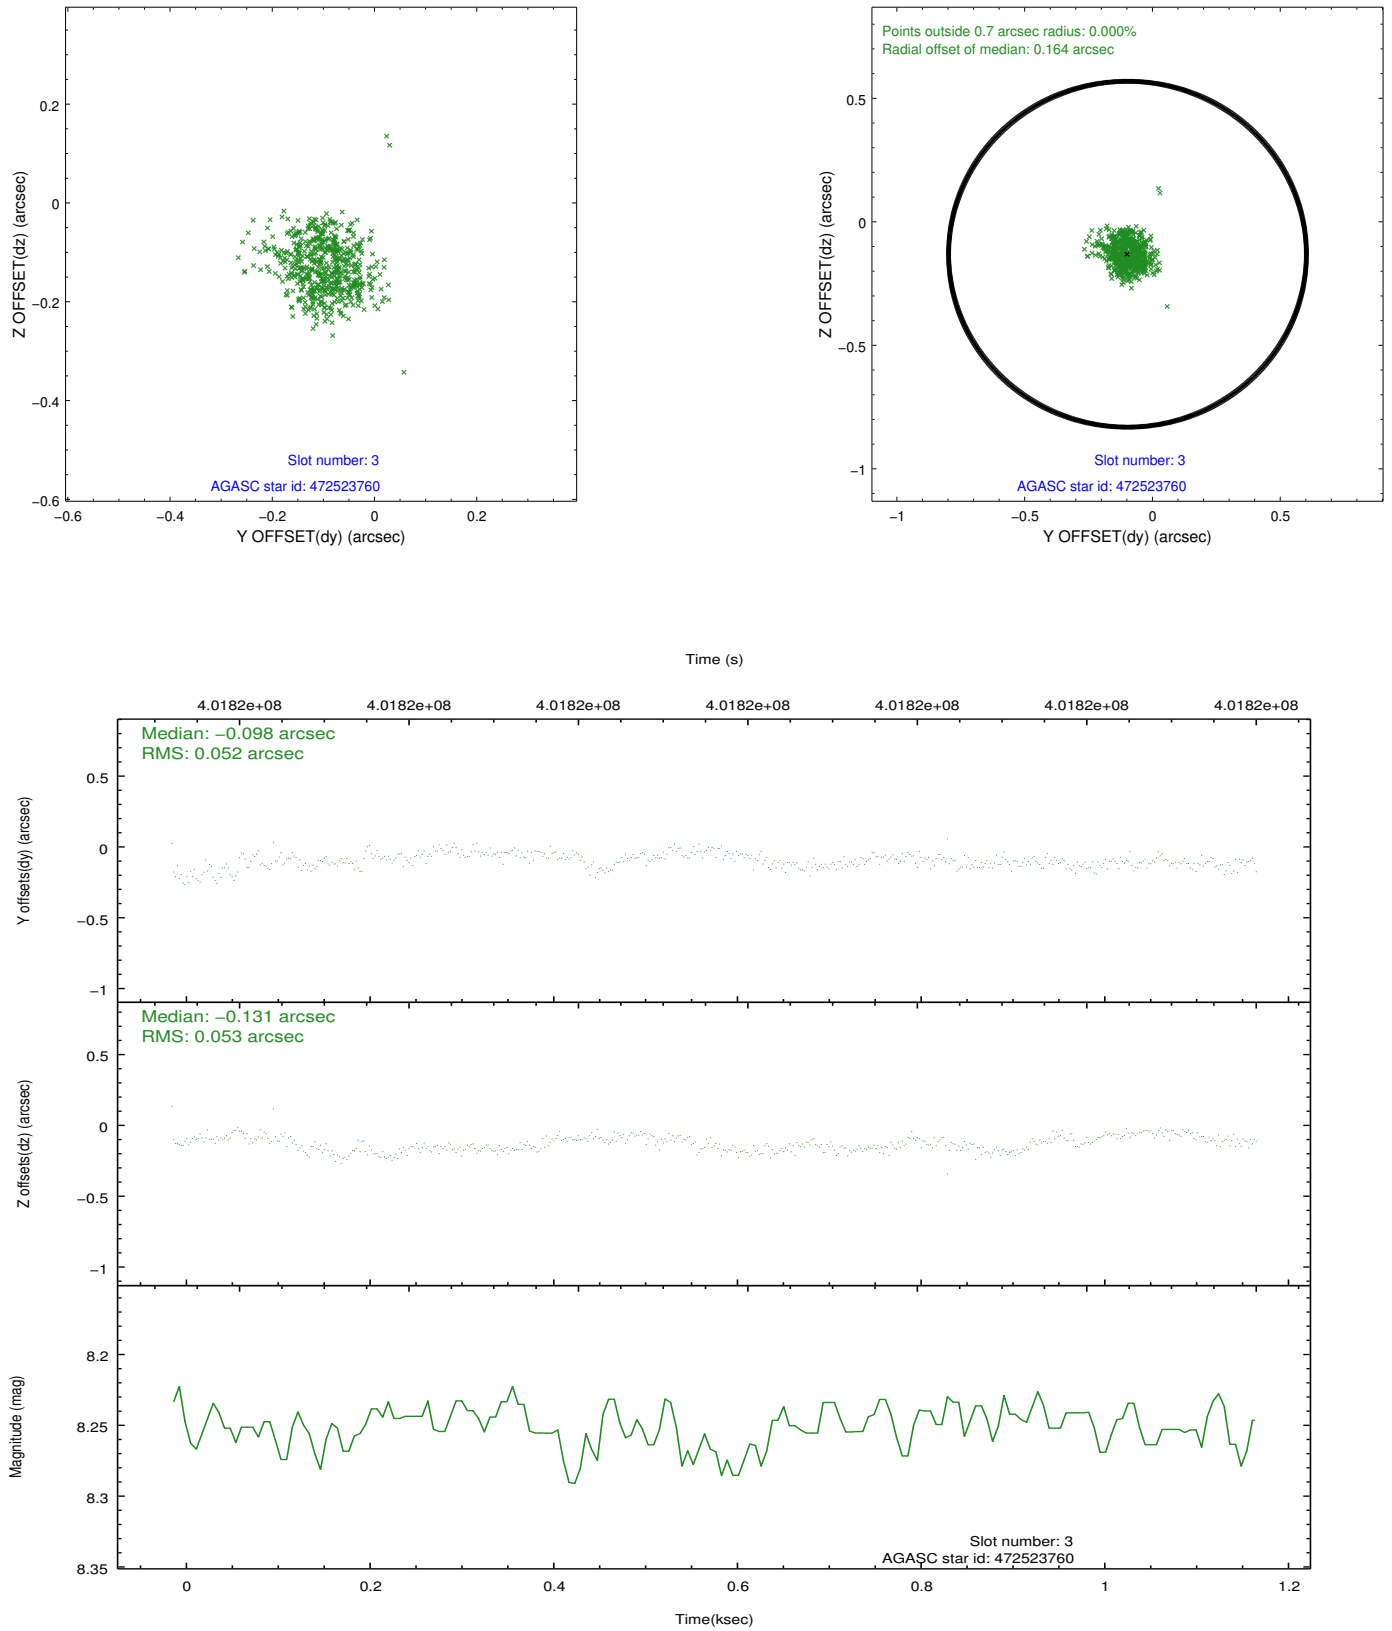 0.2
0
−0.2
−0.4
−0.6
Z OFFSET(dz) (arcsec)
Slot number: 3
AGASC star id: 472523760
−0.6 −0.4 −0.2 0 0.2
Y OFFSET(dy) (arcsec)
Points outside 0.7 arcsec radius: 0.000%
Radial offset of median: 0.164 arcsec
0.5
0
−0.5
−1
Z OFFSET(dz) (arcsec)
Slot number: 3
AGASC star id: 472523760
−1 −0.5 0 0.5
Y OFFSET(dy) (arcsec)
Time (s)
4.0182e+08 4.0182e+08 4.0182e+08 4.0182e+08 4.0182e+08 4.0182e+08 4.0182e+08
Median: −0.098 arcsec
RMS: 0.052 arcsec
0.5
0
−0.5
−1
Y offsets(dy) (arcsec)
Median: −0.131 arcsec
RMS: 0.053 arcsec
0.5
0
−0.5
−1
Z offsets(dz) (arcsec)
8.2
8.25
8.3
8.35
Magnitude (mag)
Slot number: 3
AGASC star id: 472523760
0 0.2 0.4 0.6 0.8 1 1.2
Time(ksec)